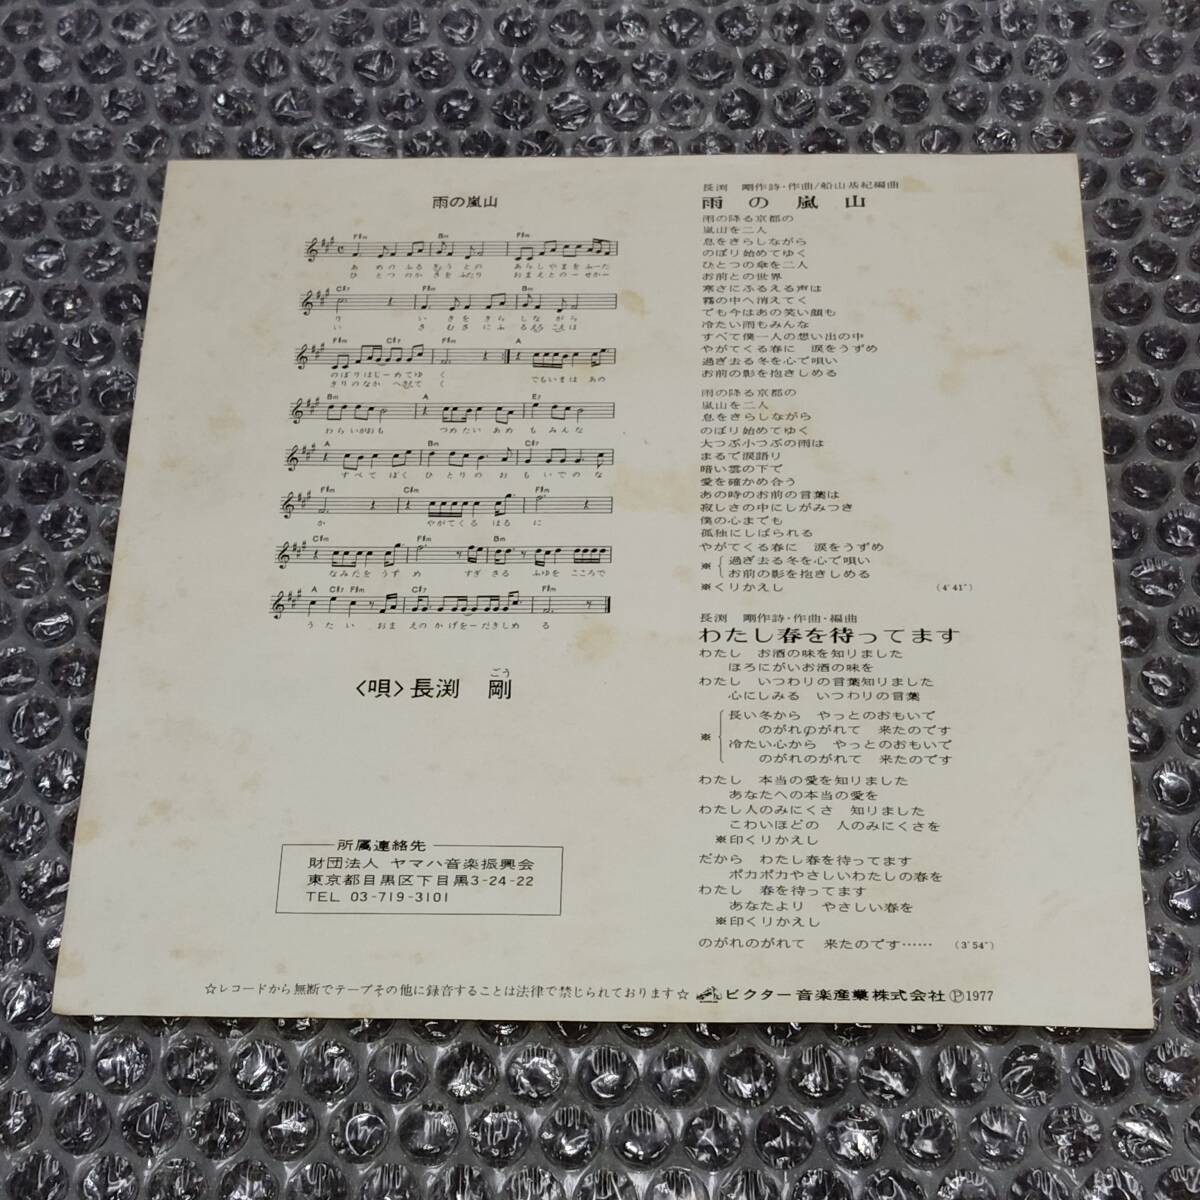 雨の嵐山
F♯m Bm F♯m
あめのふるきょうとの あらしやまをふーた
ひとつのかさをふたり おまえとのーせかー
C♯7 F♯m Bm
り いきをきらしながら
い さむさにふるえるこえは
F♯m C♯7 F♯m A
のぼりはじーめてゆく
きりのなかへきえてく でもいまはあの
Bm A E7
わらいがおも つめたいあめもみんな
A Bm C♯7
すべてぼくひとりのおもいでのな
F♯m C♯m F♯m
か やがてくるはるに
C♯m F♯m Bm
なみだをうずめ すぎさるふゆをこころで
A C♯7 F♯m C♯7 F♯m
うたい おまえのかげをーだきしめる
〈唄〉長渕 剛
ごう
所属連絡先
財団法人 ヤマハ音楽振興会
東京都目黒区下目黒3-24-22
TEL 03-719-3101
長渕 剛作詩・作曲/船山基紀編曲
雨の嵐山
雨の降る京都の
嵐山を二人
息をきらしながら
のぼり始めてゆく
ひとつの傘を二人
お前との世界
寒さにふるえる声は
霧の中へ消えてく
でも今はあの笑い顔も
冷たい雨もみんな
すべて僕一人の想い出の中
やがてくる春に 涙をうずめ
過ぎ去る冬を心で唄い
お前の影を抱きしめる
雨の降る京都の
嵐山を二人
息をきらしながら
のぼり始めてゆく
大つぶ小つぶの雨は
まるで涙語り
暗い雲の下で
愛を確かめ合う
あの時のお前の言葉は
寂しさの中にしがみつき
僕の心までも
孤独にしばられる
やがてくる春に 涙をうずめ
※ 過ぎ去る冬を心で唄い
お前の影を抱きしめる
※くりかえし (4'41")
長渕 剛作詩・作曲・編曲
わたし春を待ってます
わたし お酒の味を知りました
ほろにがいお酒の味を
わたし いつわりの言葉知りました
心にしみる いつわりの言葉
※ 長い冬から やっとのおもいで
のがれのがれて 来たのです
冷たい心から やっとのおもいで
のがれのがれて 来たのです
わたし 本当の愛を知りました
あなたへの本当の愛を
わたし人のみにくさ 知りました
こわいほどの 人のみにくさを
※印くりかえし
だから わたし春を待ってます
ポカポカやさしいわたしの春を
わたし 春を待ってます
あなたより やさしい春を
※印くりかえし
のがれのがれて 来たのです…… (3'54")
☆レコードから無断でテープその他に録音することは法律で禁じられております☆ ビクター音楽産業株式会社 Ⓟ1977